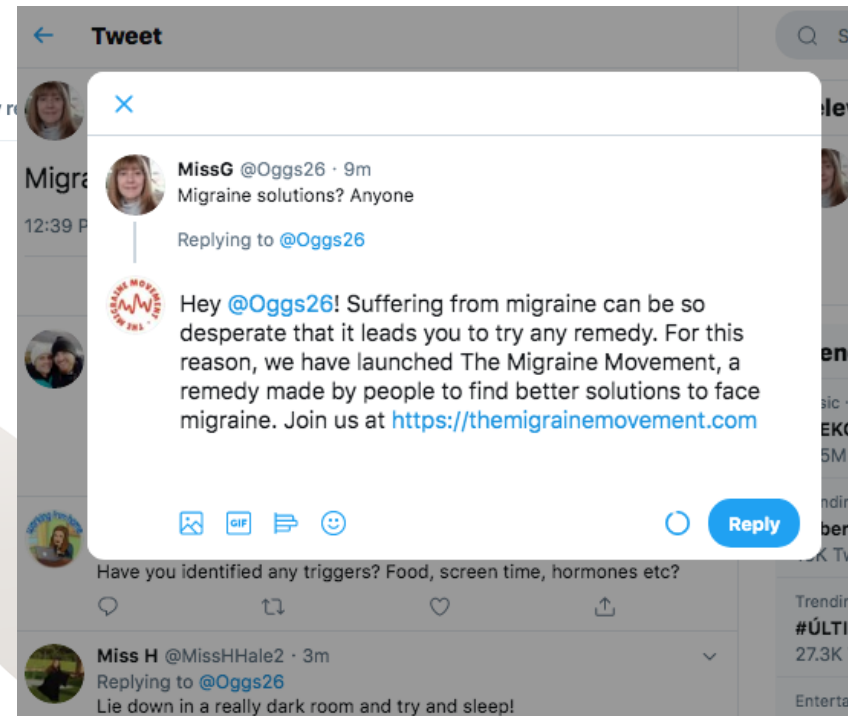 Tweet
MissG @Oggs26 · 9m
Migraine solutions? Anyone
Replying to @Oggs26
Hey @Oggs26! Suffering from migraine can be so
desperate that it leads you to try any remedy. For this
reason, we have launched The Migraine Movement, a
remedy made by people to find better solutions to face
migraine. Join us at https://themigrainemovement.com
THE MIGRAINE MOVEMENT
GIF
Reply
12:39 P
Have you identified any triggers? Food, screen time, hormones etc?
Miss H @MissHHale2 · 3m
Replying to @Oggs26
Lie down in a really dark room and try and sleep!
#ÚLTI
27.3K